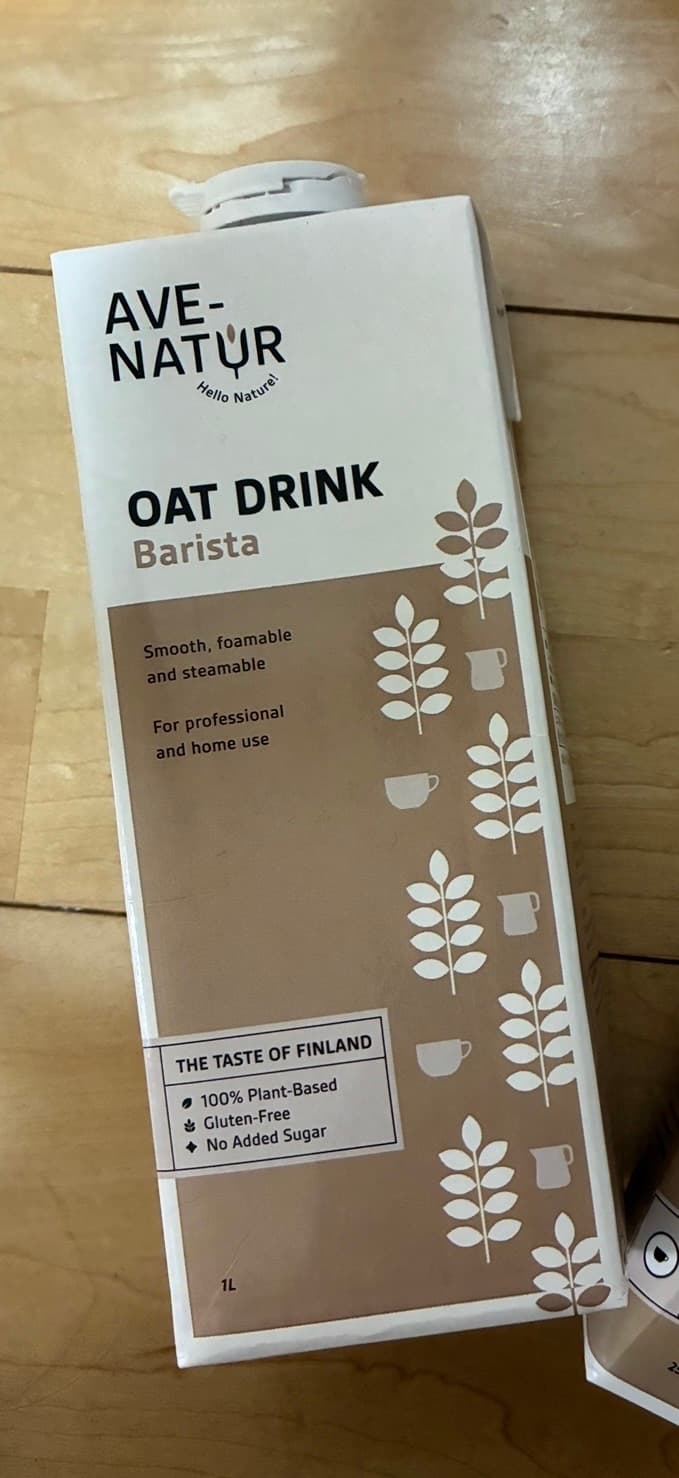 AVE-
NATUR
Hello Nature!
OAT DRINK
Barista
Smooth, foamable
and steamable
For professional
and home use
THE TASTE OF FINLAND
100% Plant-Based
Gluten-Free
No Added Sugar
1L